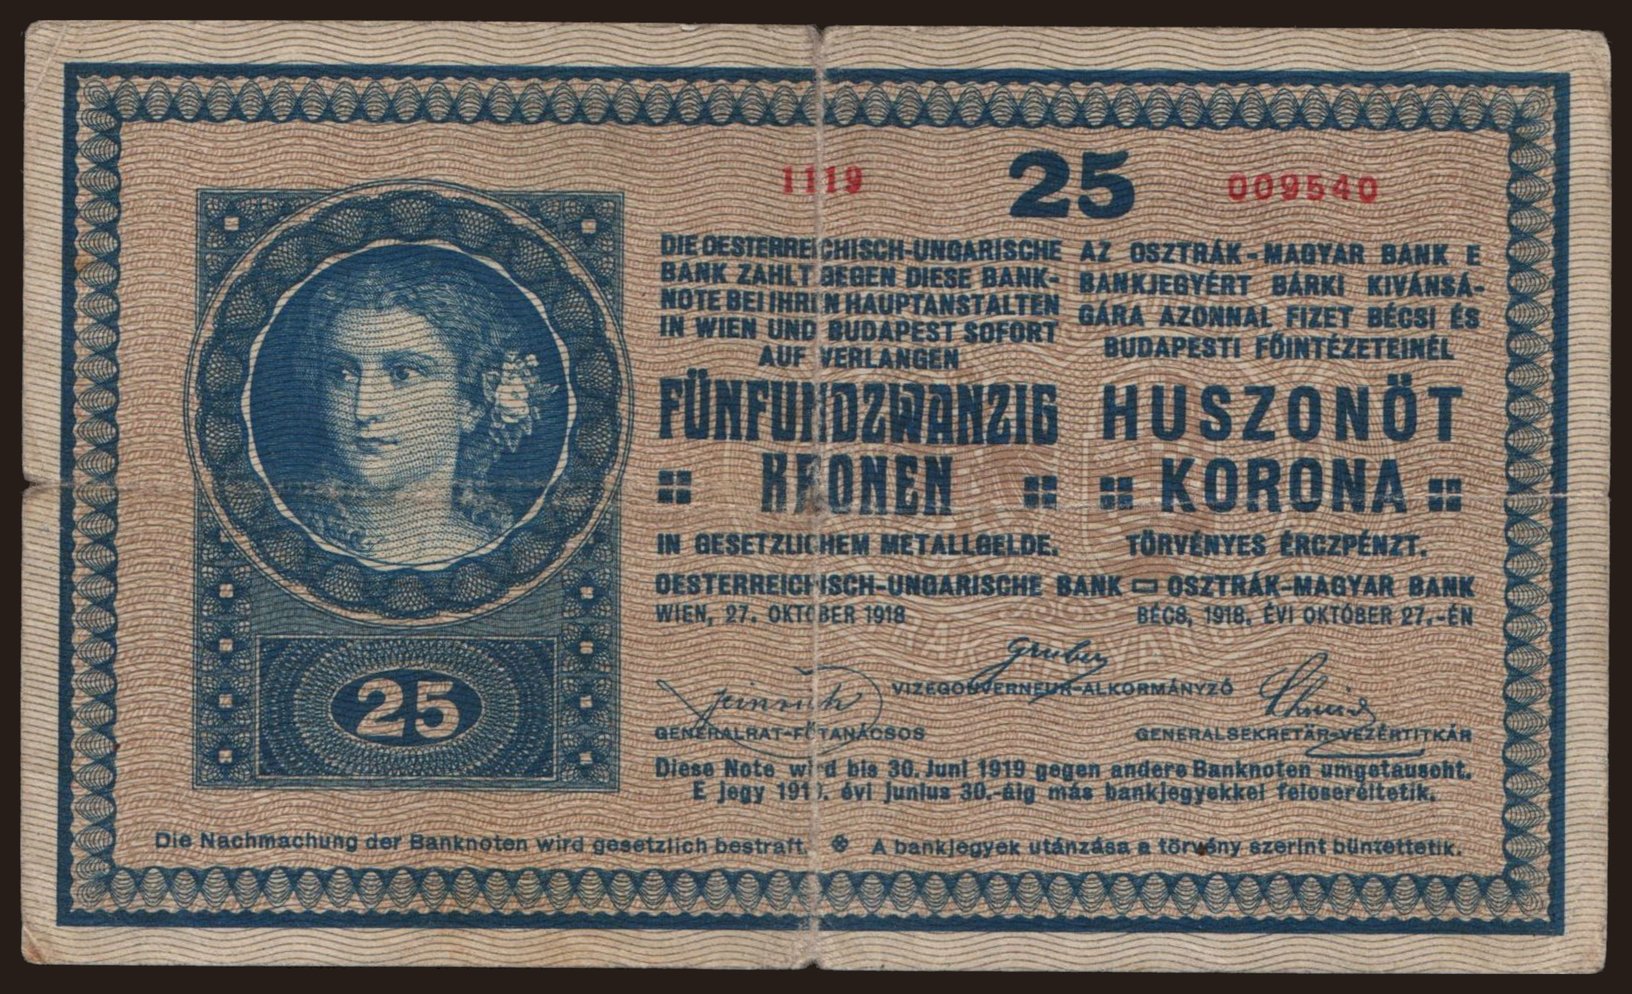 1119 25 009540
DIE OESTERREICHISCH-UNGARISCHE
BANK ZAHLT GEGEN DIESE BANK-
NOTE BEI IHREN HAUPTANSTALTEN
IN WIEN UND BUDAPEST SOFORT
AUF VERLANGEN
FÜNFUNDZWANZIG
KRONEN
IN GESETZLICHEM METALLGELDE.
AZ OSZTRÁK-MAGYAR BANK E
BANKJEGYÉRT BÁRKI KIVÁNSÁ-
GÁRA AZONNAL FIZET BÉCSI ÉS
BUDAPESTI FŐINTÉZETEINÉL
HUSZONÖT
KORONA
TÖRVÉNYES ÉRCZPÉNZT.
OESTERREICHISCH-UNGARISCHE BANK OSZTRÁK-MAGYAR BANK
WIEN, 27. OKTOBER 1918 BÉCS, 1918. ÉVI OKTÓBER 27.-ÉN
Gruber
VIZEGOUVERNEUR-ALKORMÁNYZÓ
GENERALRAT-FŐTANÁCSOS
Schmid
GENERALSEKRETÄR-VEZÉRTITKÁR
25
Diese Note wird bis 30. Juni 1919 gegen andere Banknoten umgetauscht.
E jegy 1919. évi junius 30.-áig más bankjegyekkel felcseréltetik.
Die Nachmachung der Banknoten wird gesetzlich bestraft. A bankjegyek utánzása a törvény szerint büntettetik.